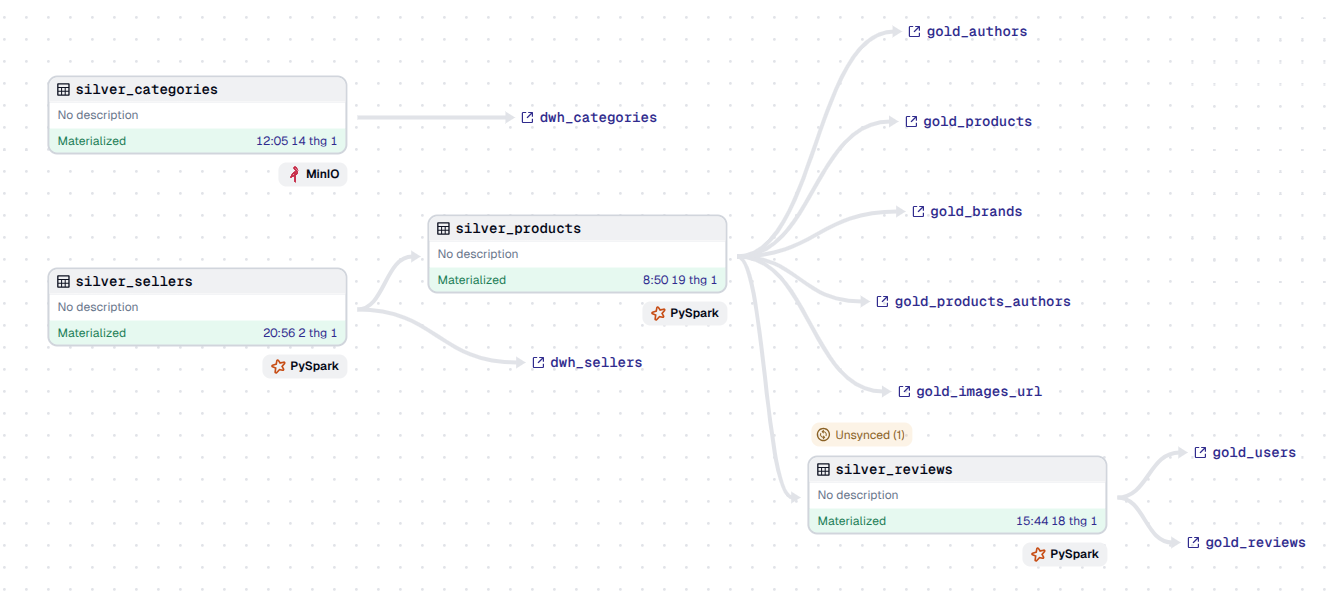 silver_categories
No description
Materialized 12:05 14 thg 1
MinIO
dwh_categories
silver_sellers
No description
Materialized 20:56 2 thg 1
PySpark
silver_products
No description
Materialized 8:50 19 thg 1
PySpark
dwh_sellers
gold_authors
gold_products
gold_brands
gold_products_authors
gold_images_url
Unsynced (1)
silver_reviews
No description
Materialized 15:44 18 thg 1
PySpark
gold_users
gold_reviews